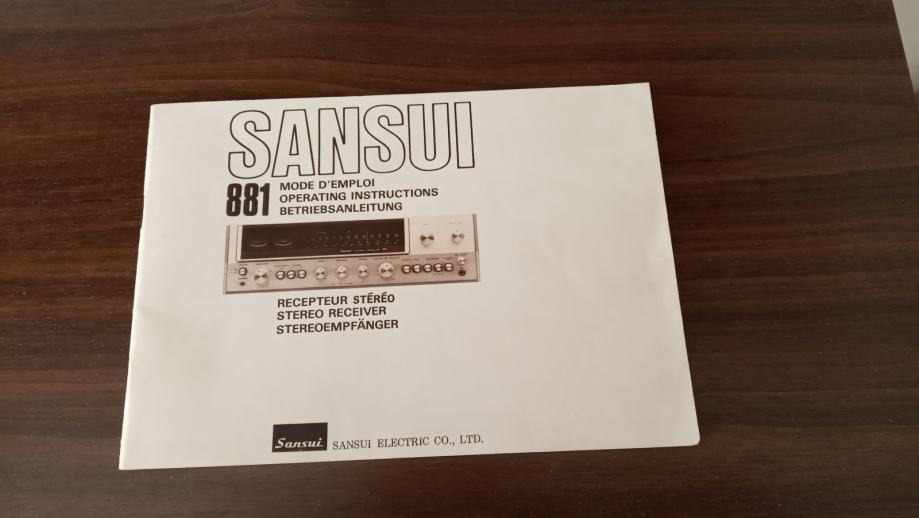 SANSUI
881
MODE D'EMPLOI
OPERATING INSTRUCTIONS
BETRIEBSANLEITUNG
RECEPTEUR STÉRÉO
STEREO RECEIVER
STEREOEMPFÄNGER
Sansui
SANSUI ELECTRIC CO., LTD.